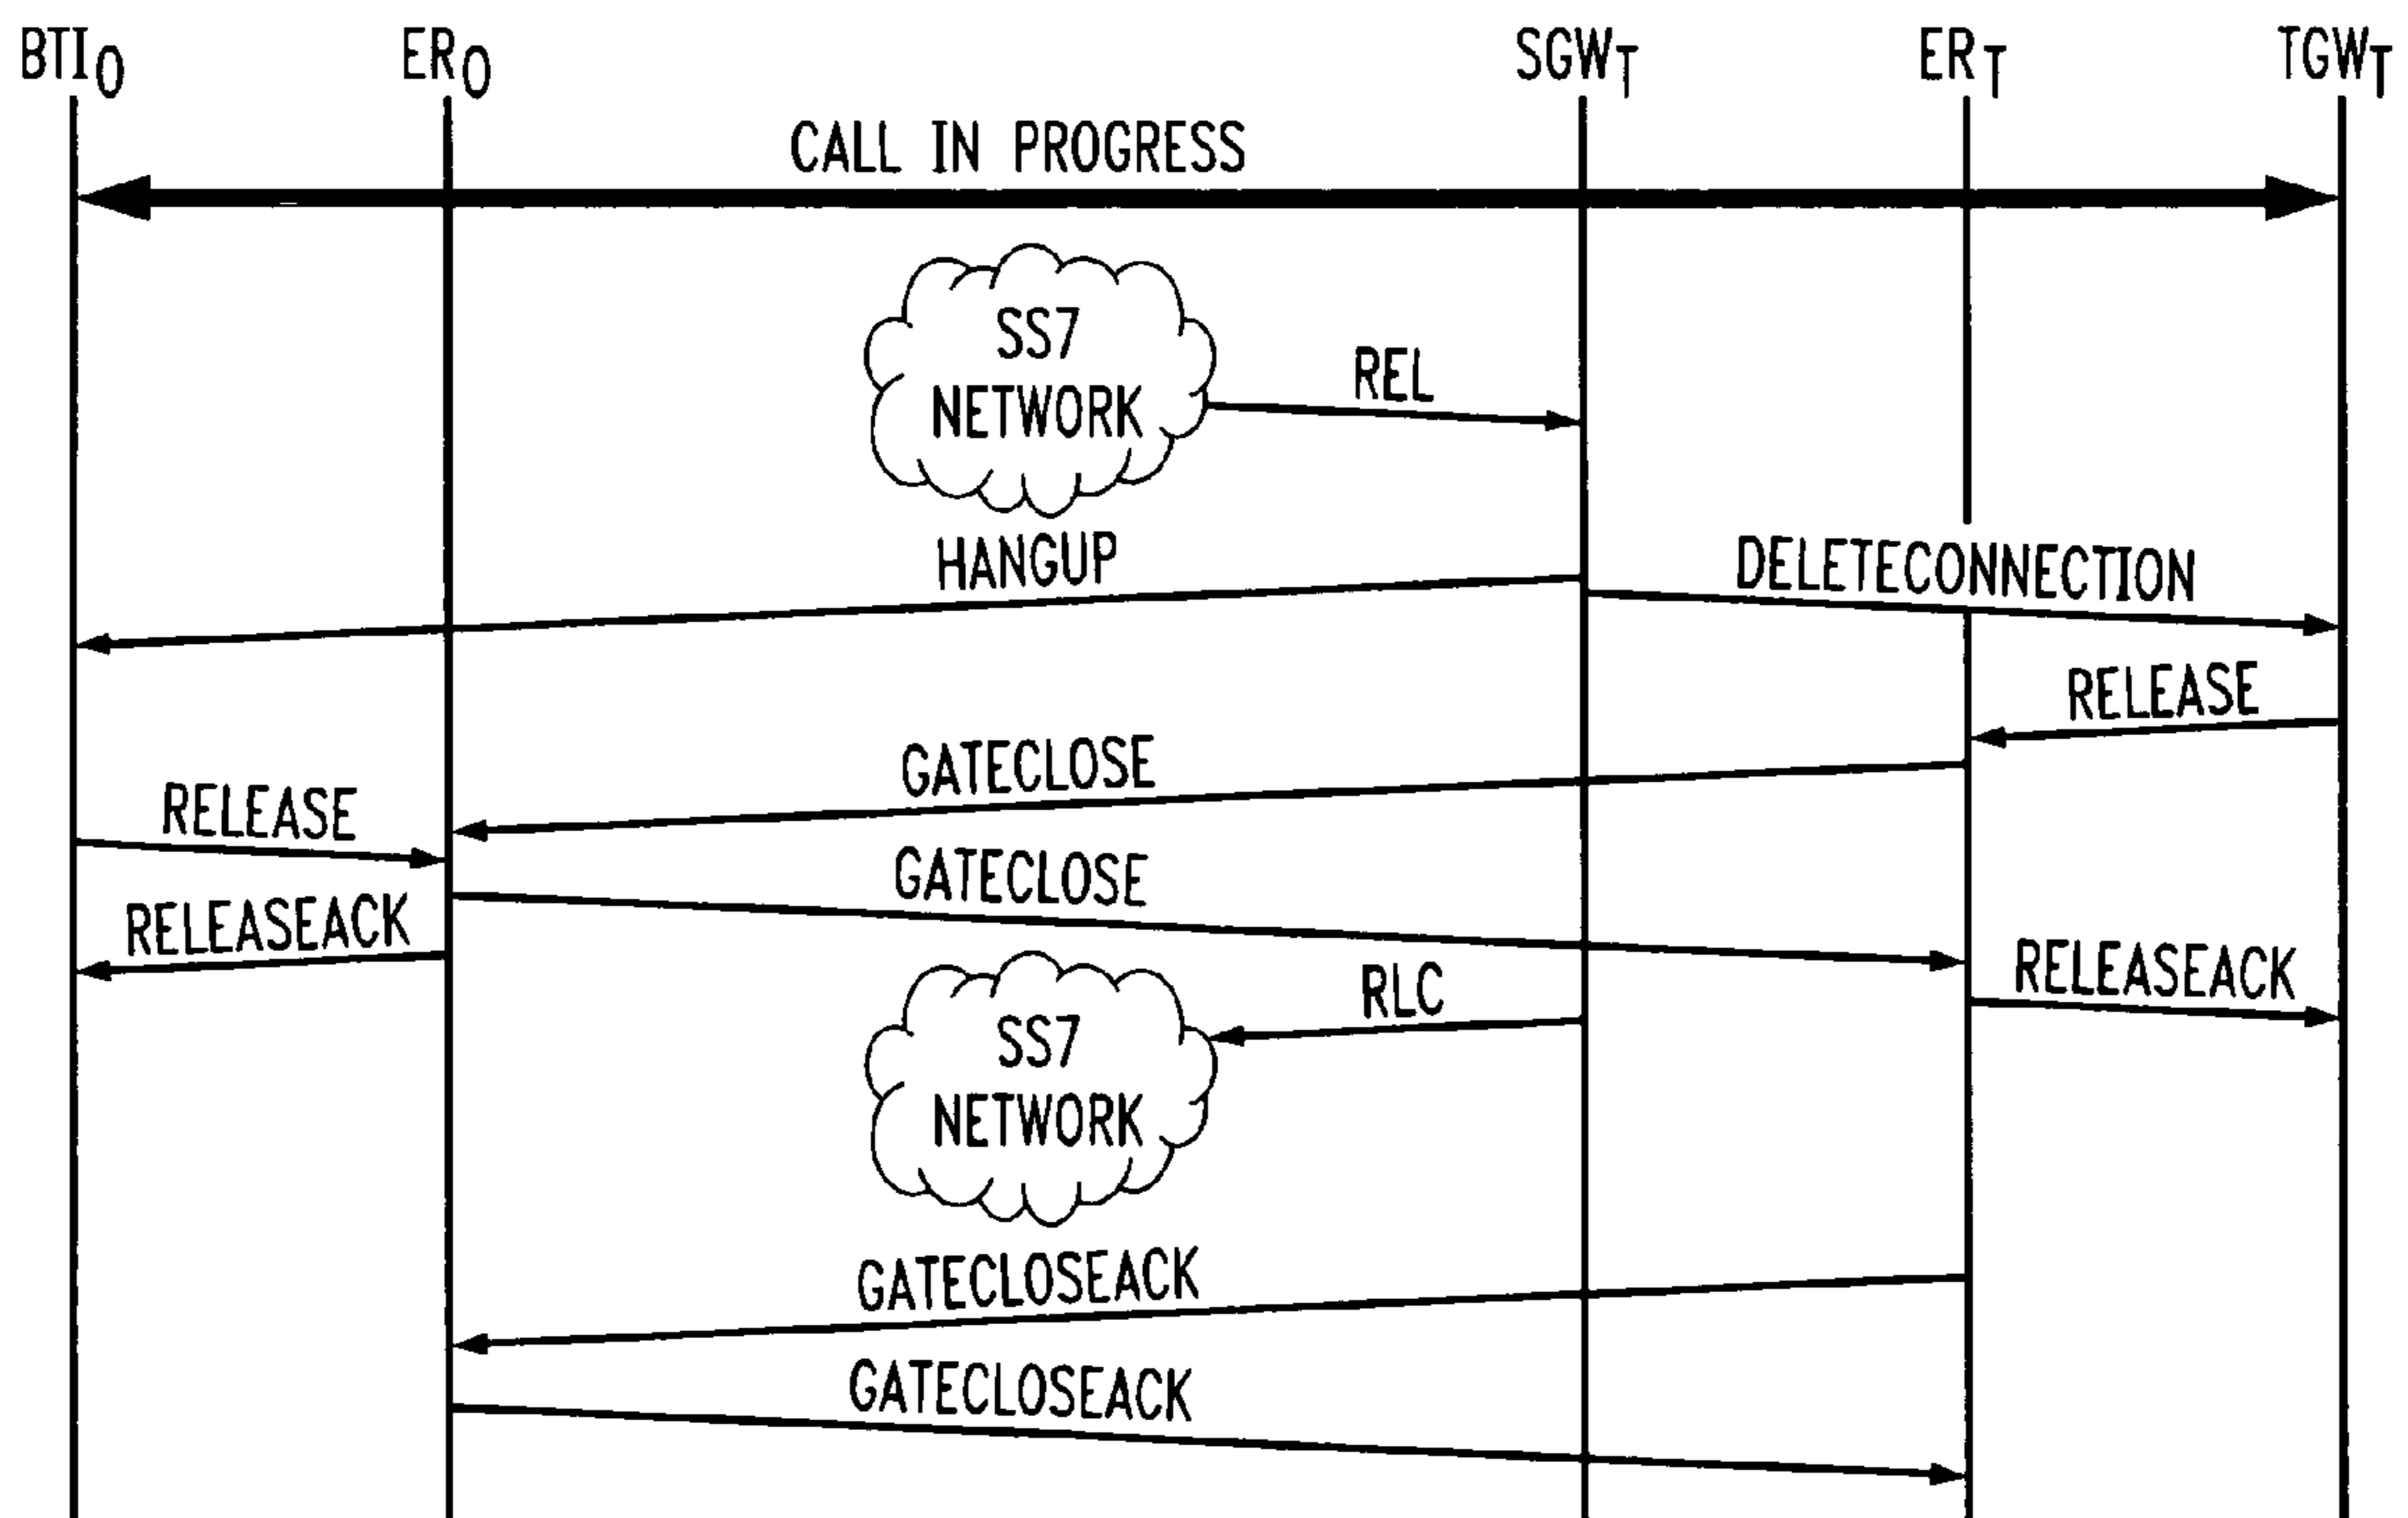 BTIO ERO SGWT ERT TGWT
CALL IN PROGRESS
SS7
NETWORK
REL
HANGUP
DELETECONNECTION
RELEASE
GATECLOSE
RELEASE
GATECLOSE
RELEASEACK
RELEASEACK
RLC
SS7
NETWORK
GATECLOSEACK
GATECLOSEACK